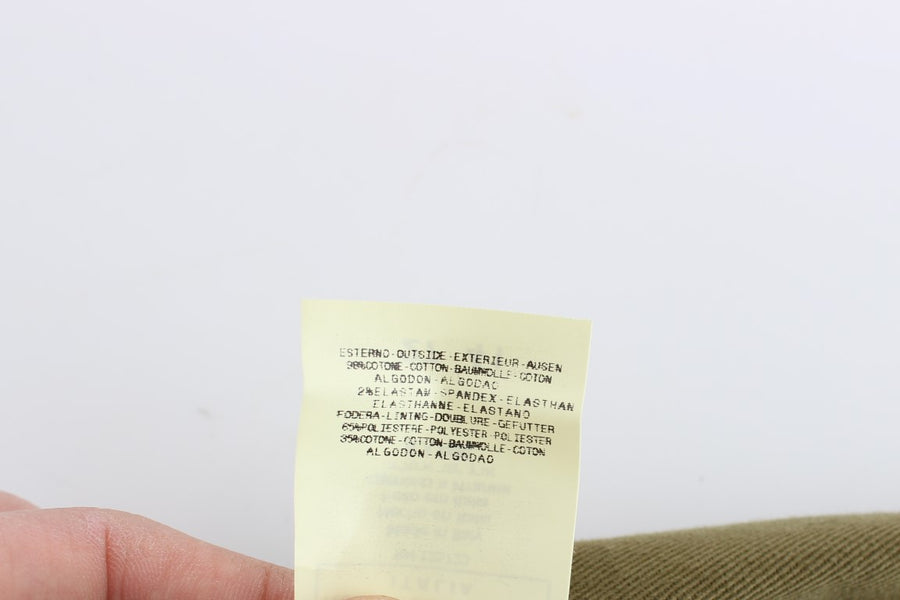 ESTERNO-OUTSIDE-EXTERIEUR-AUSEN
98%COTONE-COTTON-BAUMWOLLE-COTON
ALGODON-ALGODAO
2%ELASTAN-SPANDEX-ELASTHAN
ELASTHANNE-ELASTANO
FODERA-LINING-DOUBLURE-GEFUTTER
65%POLIESTERE-POLYESTER-POLIESTER
35%COTONE-COTTON-BAUMWOLLE-COTON
ALGODON-ALGODAO